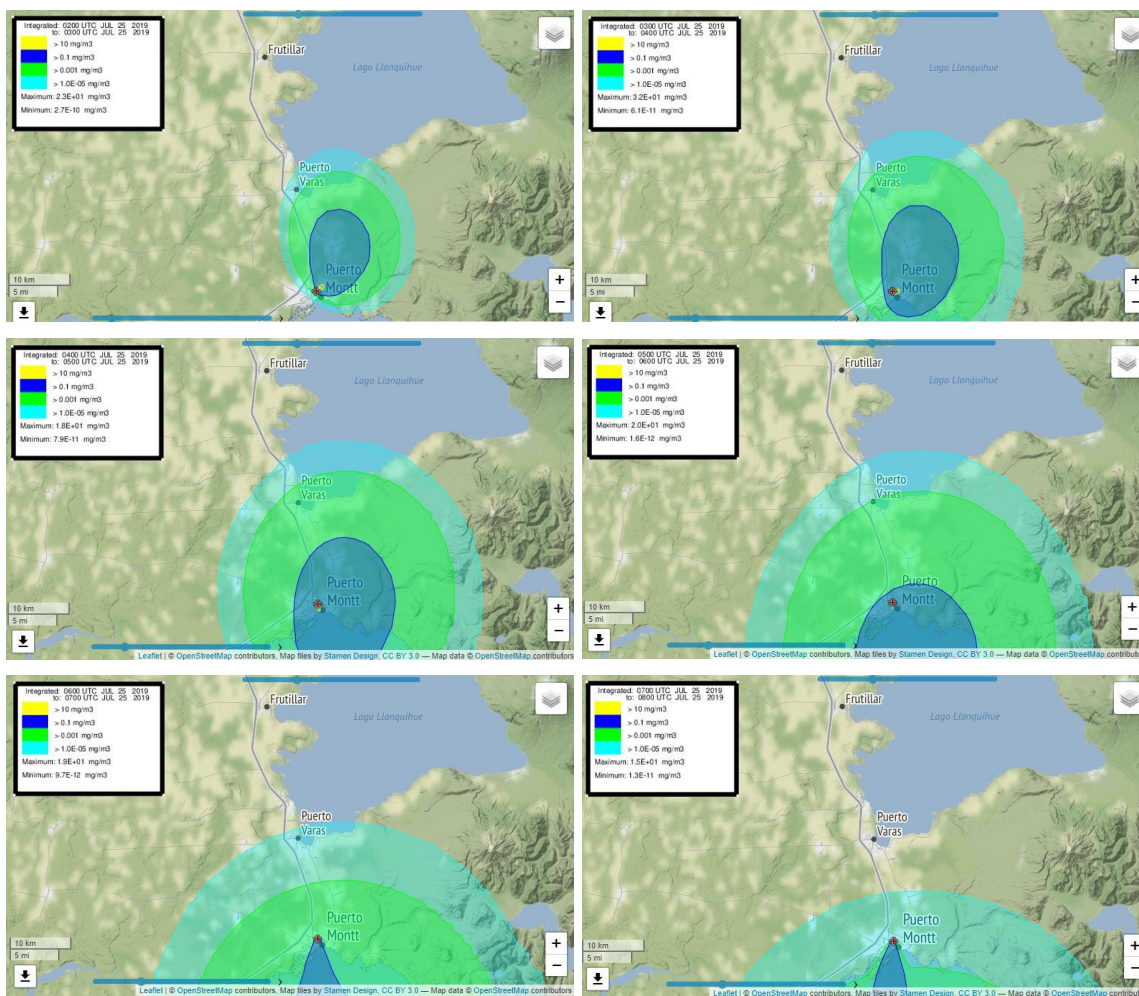 Integrated: 0200 UTC JUL 25 2019
to: 0300 UTC JUL 25 2019
> 10 mg/m3
> 0.1 mg/m3
> 0.001 mg/m3
> 1.0E-05 mg/m3
Maximum: 2.3E+01 mg/m3
Minimum: 2.7E-10 mg/m3
Frutillar
Lago Llanquihue
Puerto
Varas
Puerto
Montt
10 km
5 mi
+
−
Integrated: 0300 UTC JUL 25 2019
to: 0400 UTC JUL 25 2019
> 10 mg/m3
> 0.1 mg/m3
> 0.001 mg/m3
> 1.0E-05 mg/m3
Maximum: 3.2E+01 mg/m3
Minimum: 6.1E-11 mg/m3
Frutillar
Lago Llanquihue
Puerto
Varas
Puerto
Montt
10 km
5 mi
+
−
Integrated: 0400 UTC JUL 25 2019
to: 0500 UTC JUL 25 2019
> 10 mg/m3
> 0.1 mg/m3
> 0.001 mg/m3
> 1.0E-05 mg/m3
Maximum: 1.8E+01 mg/m3
Minimum: 7.9E-11 mg/m3
Frutillar
Lago Llanquihue
Puerto
Varas
Puerto
Montt
10 km
5 mi
+
−
Leaflet | © OpenStreetMap contributors, Map tiles by Stamen Design, CC BY 3.0 — Map data © OpenStreetMap contributors
Integrated: 0500 UTC JUL 25 2019
to: 0600 UTC JUL 25 2019
> 10 mg/m3
> 0.1 mg/m3
> 0.001 mg/m3
> 1.0E-05 mg/m3
Maximum: 2.0E+01 mg/m3
Minimum: 1.6E-12 mg/m3
Frutillar
Lago Llanquihue
Puerto
Varas
Puerto
Montt
10 km
5 mi
+
−
Leaflet | © OpenStreetMap contributors, Map tiles by Stamen Design, CC BY 3.0 — Map data © OpenStreetMap contributors
Integrated: 0600 UTC JUL 25 2019
to: 0700 UTC JUL 25 2019
> 10 mg/m3
> 0.1 mg/m3
> 0.001 mg/m3
> 1.0E-05 mg/m3
Maximum: 1.9E+01 mg/m3
Minimum: 9.7E-12 mg/m3
Frutillar
Lago Llanquihue
Puerto
Varas
Puerto
Montt
10 km
5 mi
+
−
Leaflet | © OpenStreetMap contributors, Map tiles by Stamen Design, CC BY 3.0 — Map data © OpenStreetMap contributors
Integrated: 0700 UTC JUL 25 2019
to: 0800 UTC JUL 25 2019
> 10 mg/m3
> 0.1 mg/m3
> 0.001 mg/m3
> 1.0E-05 mg/m3
Maximum: 1.5E+01 mg/m3
Minimum: 1.3E-11 mg/m3
Frutillar
Lago Llanquihue
Puerto
Varas
Puerto
Montt
10 km
5 mi
+
−
Leaflet | © OpenStreetMap contributors, Map tiles by Stamen Design, CC BY 3.0 — Map data © OpenStreetMap contributors